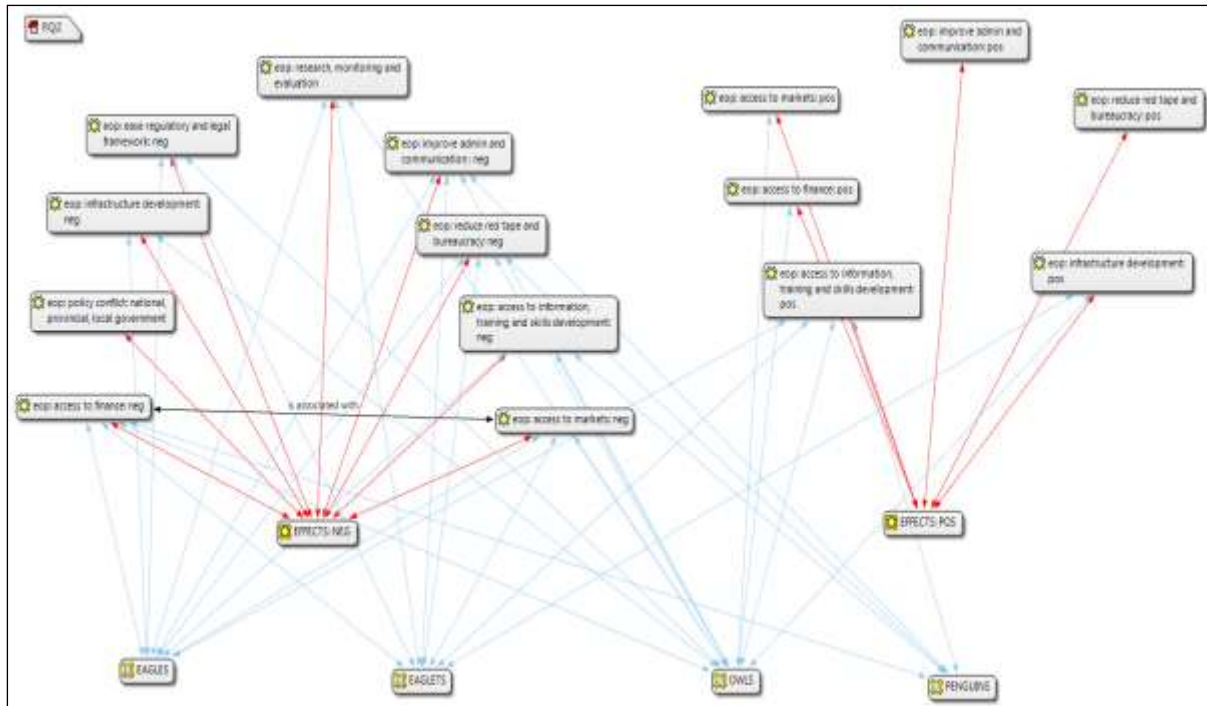 RQ2
eop: improve admin and
communication: pos
eop: research, monitoring and
evaluation
eop: access to markets: pos
eop: reduce red tape and
bureaucracy: pos
eop: ease regulatory and legal
framework: neg
eop: improve admin and
communication : neg
eop: access to finance: pos
eop: infrastructure development:
neg
eop: reduce red tape and
bureaucracy: neg
eop: access to information,
training and skills development:
pos
eop: infrastructure development:
pos
eop: policy conflict: national,
provincial, local government
eop: access to information,
training and skills development:
neg
eop: access to finance: neg
is associated with
eop: access to markets: neg
EFFECTS: NEG
EFFECTS: POS
EAGLES
EAGLETS
OWLS
PENGUINS